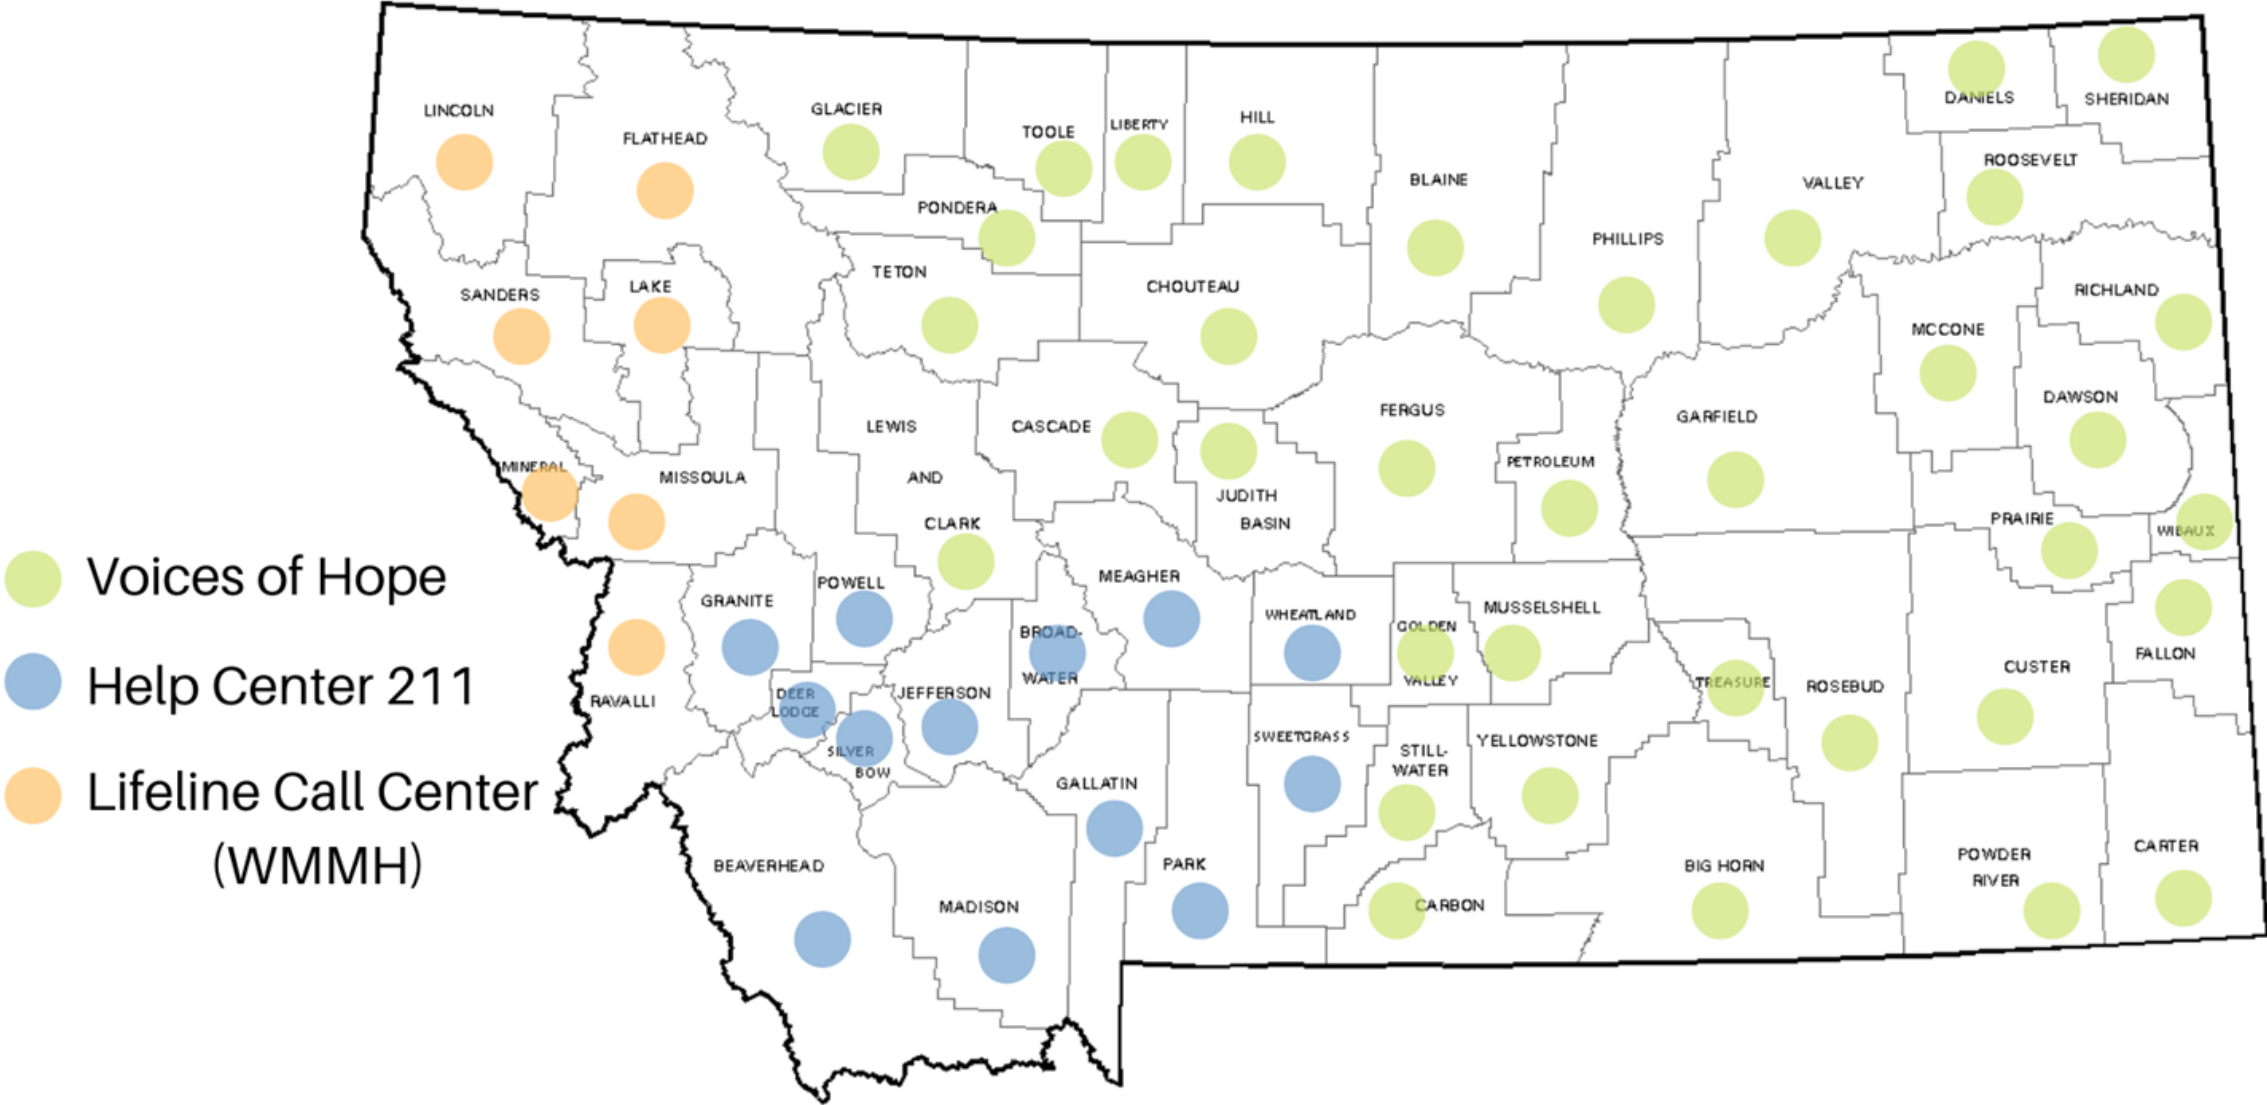 LINCOLN
FLATHEAD
GLACIER
TOOLE
LIBERTY
HILL
BLAINE
PHILLIPS
VALLEY
DANIELS
SHERIDAN
ROOSEVELT
PONDERA
TETON
CHOUTEAU
SANDERS
LAKE
RICHLAND
MCCONE
DAWSON
LEWIS
AND
CLARK
CASCADE
JUDITH
BASIN
FERGUS
PETROLEUM
GARFIELD
MINERAL
MISSOULA
PRAIRIE
WIBAUX
POWELL
GRANITE
MEAGHER
BROAD-
WATER
WHEATLAND
GOLDEN
VALLEY
MUSSELSHELL
TREASURE
ROSEBUD
CUSTER
FALLON
RAVALLI
DEER
LODGE
SILVER
BOW
JEFFERSON
SWEETGRASS
STILL-
WATER
YELLOWSTONE
GALLATIN
PARK
BEAVERHEAD
MADISON
CARBON
BIG HORN
POWDER
RIVER
CARTER
Voices of Hope
Help Center 211
Lifeline Call Center
(WMMH)